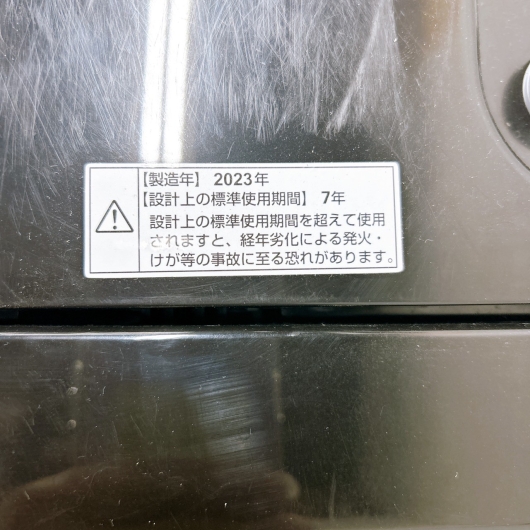 【製造年】 2023年
【設計上の標準使用期間】 7年
設計上の標準使用期間を超えて使用
されますと、経年劣化による発火・
けが等の事故に至る恐れがあります。